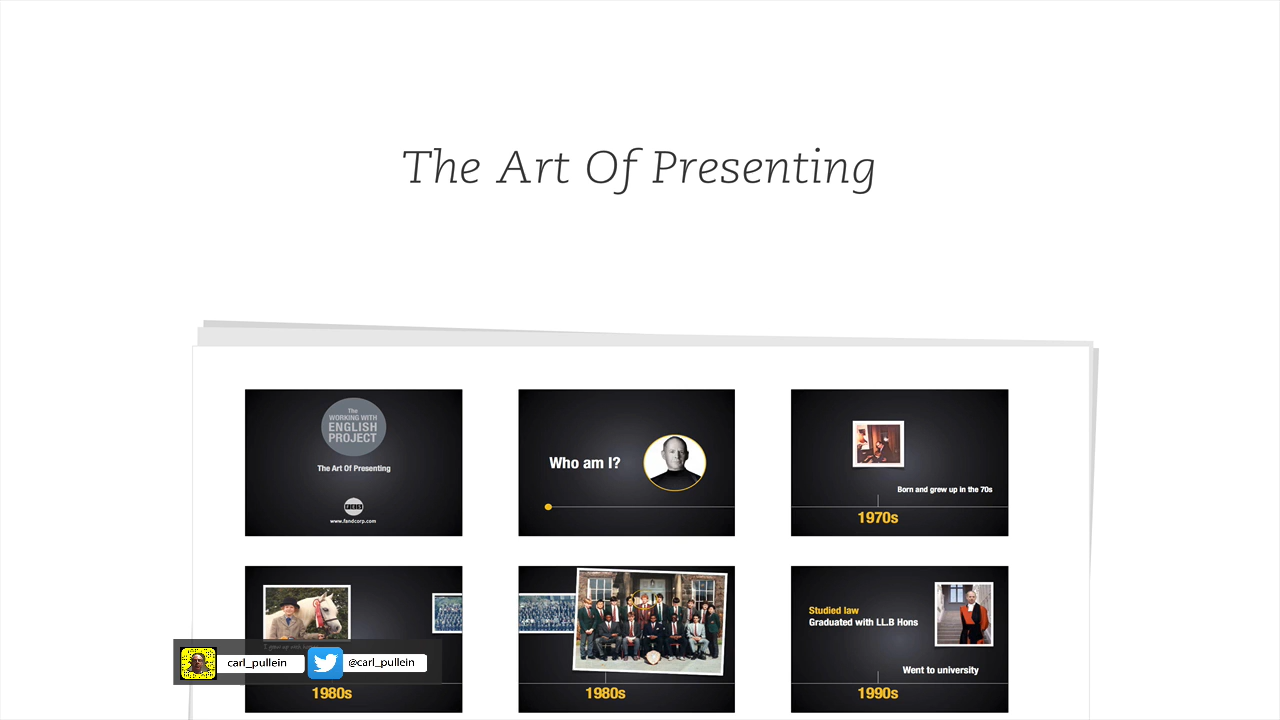 The Art Of Presenting
The
WORKING WITH
ENGLISH
PROJECT
The Art Of Presenting
www.fandcorp.com
Who am I?
Born and grew up in the 70s
1970s
carl_pullein
@carl_pullein
1980s
1980s
Studied law
Graduated with LL.B Hons
Went to university
1990s